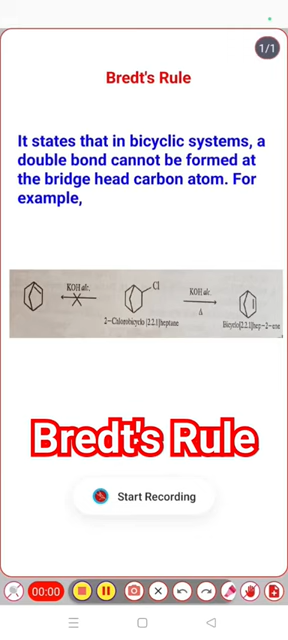 1/1
Bredt's Rule
It states that in bicyclic systems, a
double bond cannot be formed at
the bridge head carbon atom. For
example,
KOH alc.
Cl
KOH alc.
Δ
2-Chlorobicyclo [2.2.1]heptane
Bicyclo[2.2.1]hep-2-ene
Bredt's Rule
Start Recording
00:00